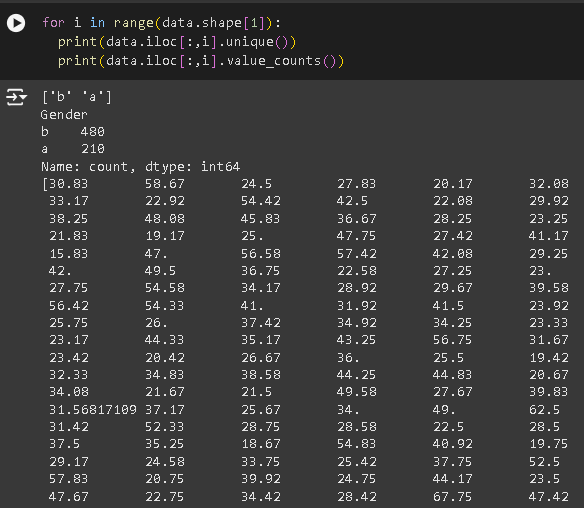 for i in range(data.shape[1]):
  print(data.iloc[:,i].unique())
  print(data.iloc[:,i].value_counts())
['b' 'a']
Gender
b    480
a    210
Name: count, dtype: int64
[30.83       58.67       24.5        27.83       20.17       32.08
 33.17       22.92       54.42       42.5        22.08       29.92
 38.25       48.08       45.83       36.67       28.25       23.25
 21.83       19.17       25.         47.75       27.42       41.17
 15.83       47.         56.58       57.42       42.08       29.25
 42.         49.5        36.75       22.58       27.25       23.
 27.75       54.58       34.17       28.92       29.67       39.58
 56.42       54.33       41.         31.92       41.5        23.92
 25.75       26.         37.42       34.92       34.25       23.33
 23.17       44.33       35.17       43.25       56.75       31.67
 23.42       20.42       26.67       36.         25.5        19.42
 32.33       34.83       38.58       44.25       44.83       20.67
 34.08       21.67       21.5        49.58       27.67       39.83
 31.56817109 37.17       25.67       34.         49.         62.5
 31.42       52.33       28.75       28.58       22.5        28.5
 37.5        35.25       18.67       54.83       40.92       19.75
 29.17       24.58       33.75       25.42       37.75       52.5
 57.83       20.75       39.92       24.75       44.17       23.5
 47.67       22.75       34.42       28.42       67.75       47.42